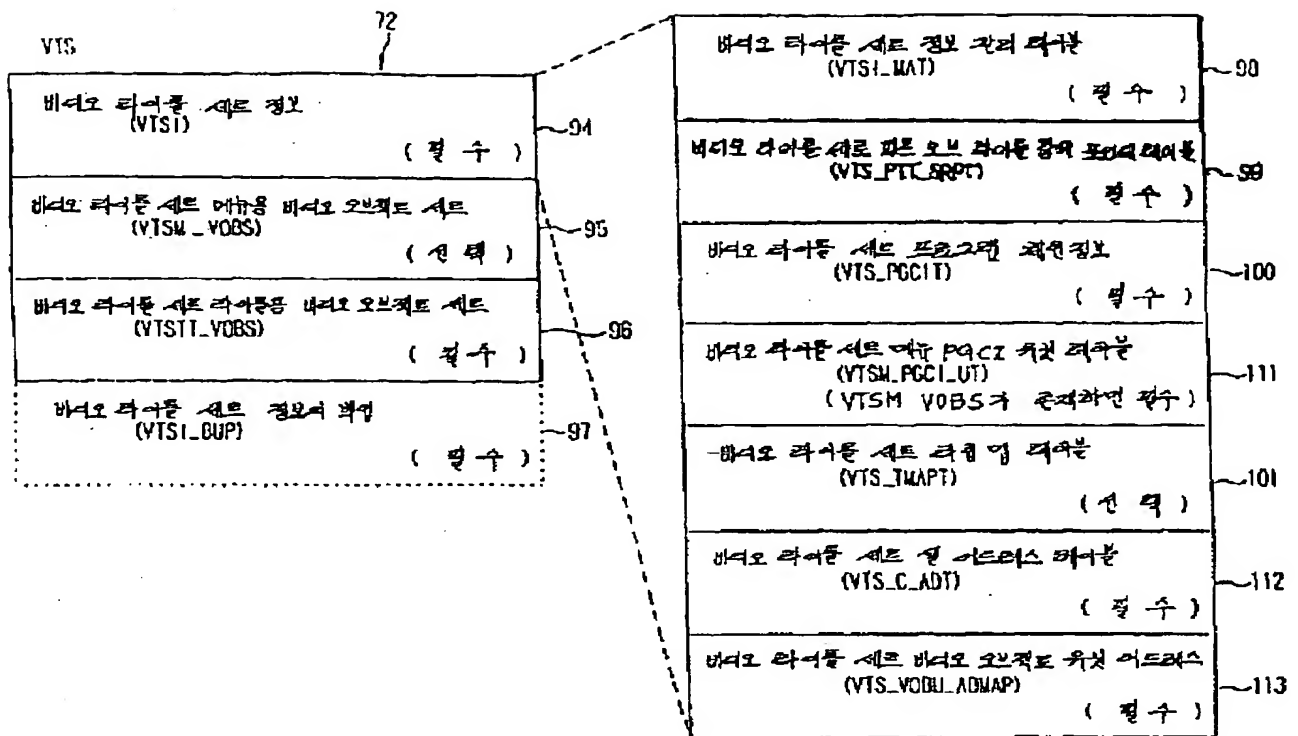 72
VTS
비디오 타이틀 세트 정보
(VTSI)
( 필 수 )
94
비디오 타이틀 세트 메뉴용 비디오 오브젝트 세트
(VTSM_VOBS)
( 선 택 )
95
비디오 타이틀 세트 타이틀용 비디오 오브젝트 세트
(VTSTT_VOBS)
( 필 수 )
96
비디오 타이틀 세트 정보의 백업
(VTSI_BUP)
( 필 수 )
97
비디오 타이틀 세트 정보 관리 테이블
(VTSI_MAT)
( 필 수 )
98
비디오 타이틀 세트 파트 오브 타이틀 검색 포인터 테이블
(VTS_PTT_SRPT)
( 필 수 )
99
비디오 타이틀 세트 프로그램 체인정보
(VTS_PGCIT)
( 필 수 )
100
비디오 타이틀 세트 메뉴 PGCI 유닛 테이블
(VTSM_PGCI_UT)
(VTSM VOBS가 존재하면 필수)
111
비디오 타이틀 세트 타임 맵 테이블
(VTS_TMAPT)
(선 택 )
101
비디오 타이틀 세트 셀 어드레스 테이블
(VTS_C_ADT)
( 필 수 )
112
비디오 타이틀 세트 비디오 오브젝트 유닛 어드레스
(VTS_VOBU_ADMAP)
( 필 수 )
113